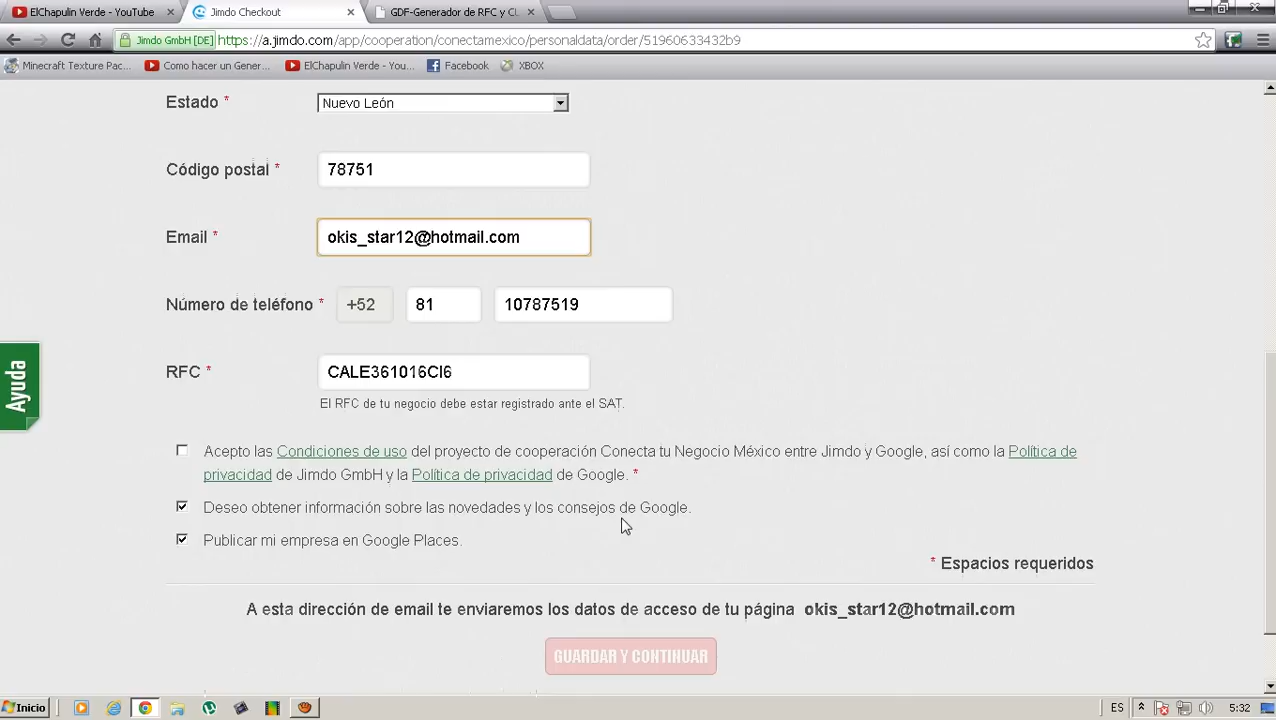 ElChapulin Verde - YouTube × Jimdo Checkout × GDF-Generador de RFC y C ×
Jimdo GmbH [DE] https://a.jimdo.com/app/cooperation/conectamexico/personaldata/order/51960633432b9
Minecraft Texture Pac... Como hacer un Gener... ElChapulin Verde - Yo... Facebook XBOX
Estado * Nuevo León
Código postal * 78751
Email * okis_star12@hotmail.com
Número de teléfono * +52 81 10787519
RFC * CALE361016CI6
El RFC de tu negocio debe estar registrado ante el SAT.
Ayuda
Acepto las Condiciones de uso del proyecto de cooperación Conecta tu Negocio México entre Jimdo y Google, así como la Política de
privacidad de Jimdo GmbH y la Política de privacidad de Google. *
Deseo obtener información sobre las novedades y los consejos de Google.
Publicar mi empresa en Google Places.
* Espacios requeridos
A esta dirección de email te enviaremos los datos de acceso de tu página okis_star12@hotmail.com
GUARDAR Y CONTINUAR
Inicio ES 5:32